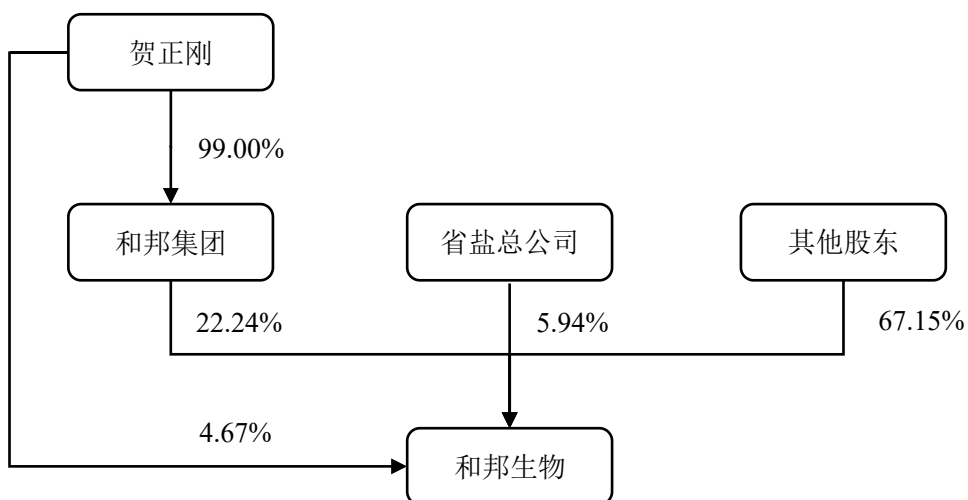 贺正刚
99.00%
和邦集团
省盐总公司
其他股东
22.24%
5.94%
67.15%
4.67%
和邦生物